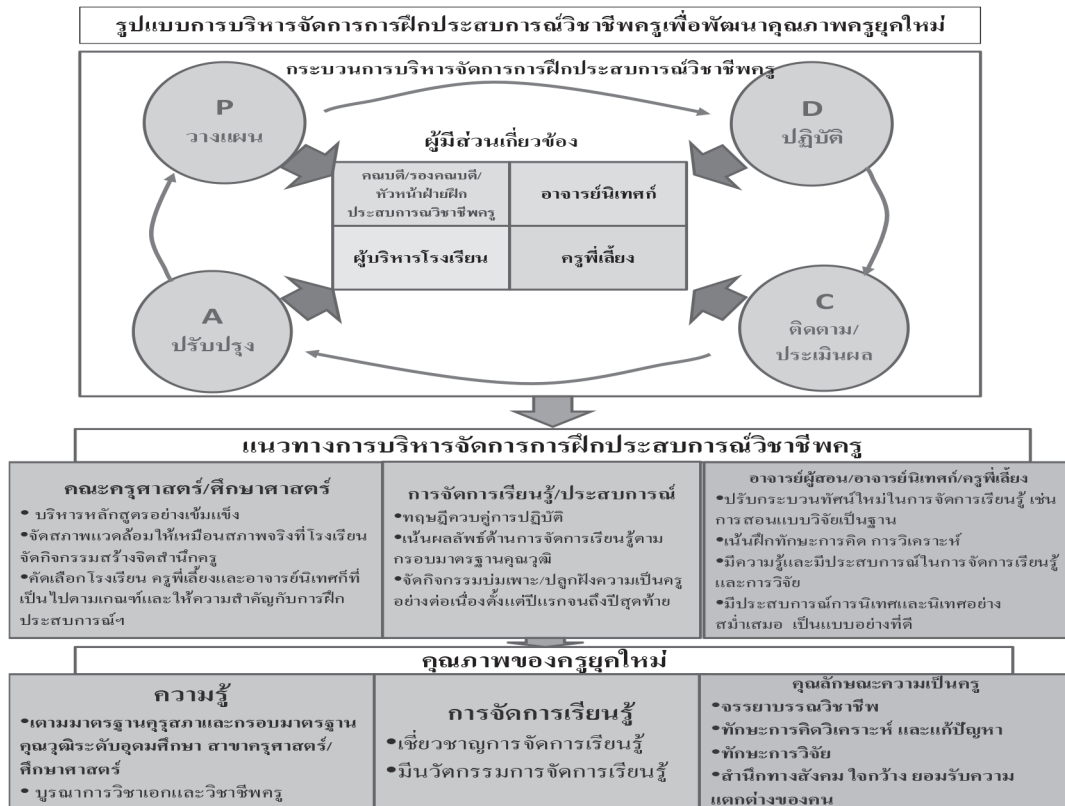 รูปแบบการบริหารจัดการการฝึกประสบการณ์วิชาชีพครูเพื่อพัฒนาคุณภาพครูยุคใหม่
กระบวนการบริหารจัดการการฝึกประสบการณ์วิชาชีพครู
P
วางแผน
D
ปฏิบัติ
ผู้มีส่วนเกี่ยวข้อง
คณบดี/รองคณบดี/
หัวหน้าฝ่ายฝึก
ประสบการณวิชาชีพครู
อาจารย์นิเทศก์
ผู้บริหารโรงเรียน
ครูพี่เลี้ยง
A
ปรับปรุง
C
ติดตาม/
ประเมินผล
แนวทางการบริหารจัดการการฝึกประสบการณ์วิชาชีพครู
คณะครุศาสตร์/ศึกษาศาสตร์
• บริหารหลักสูตรอย่างเข้มแข็ง
•จัดสภาพแวดล้อมให้เหมือนสภาพจริงที่โรงเรียน
จัดกิจกรรมสร้างจิตสำนึกครู
•คัดเลือกโรงเรียน ครูพี่เลี้ยงและอาจารย์นิเทศก์ที่
เป็นไปตามเกณฑ์และให้ความสำคัญกับการฝึก
ประสบการณ์ฯ
การจัดการเรียนรู้/ประสบการณ์
•ทฤษฎีควบคู่การปฏิบัติ
•เน้นผลลัพธ์ด้านการจัดการเรียนรู้ตาม
กรอบมาตรฐานคุณวุฒิ
•จัดกิจกรรมบ่มเพาะ/ปลูกฝังความเป็นครู
อย่างต่อเนื่องตั้งแต่ปีแรกจนถึงปีสุดท้าย
อาจารย์ผู้สอน/อาจารย์นิเทศก์/ครูพี่เลี้ยง
•ปรับกระบวนทัศน์ใหม่ในการจัดการเรียนรู้ เช่น
การสอนแบบวิจัยเป็นฐาน
•เน้นฝึกทักษะการคิด การวิเคราะห์
•มีความรู้และมีประสบการณ์ในการจัดการเรียนรู้
และการวิจัย
•มีประสบการณ์การนิเทศและนิเทศอย่าง
สม่ำเสมอ เป็นแบบอย่างที่ดี
คุณภาพของครูยุคใหม่
ความรู้
•เตามมาตรฐานคุรุสภาและกรอบมาตรฐาน
คุณวุฒิระดับอุดมศึกษา สาขาครุศาสตร์/
ศึกษาศาสตร์
• บูรณาการวิชาเอกและวิชาชีพครู
การจัดการเรียนรู้
•เชี่ยวชาญการจัดการเรียนรู้
•มีนวัตกรรมการจัดการเรียนรู้
คุณลักษณะความเป็นครู
•จรรยาบรรณวิชาชีพ
•ทักษะการคิดวิเคราะห์ และแก้ปัญหา
•ทักษะการวิจัย
•สำนึกทางสังคม ใจกว้าง ยอมรับความ
แตกต่างของคน